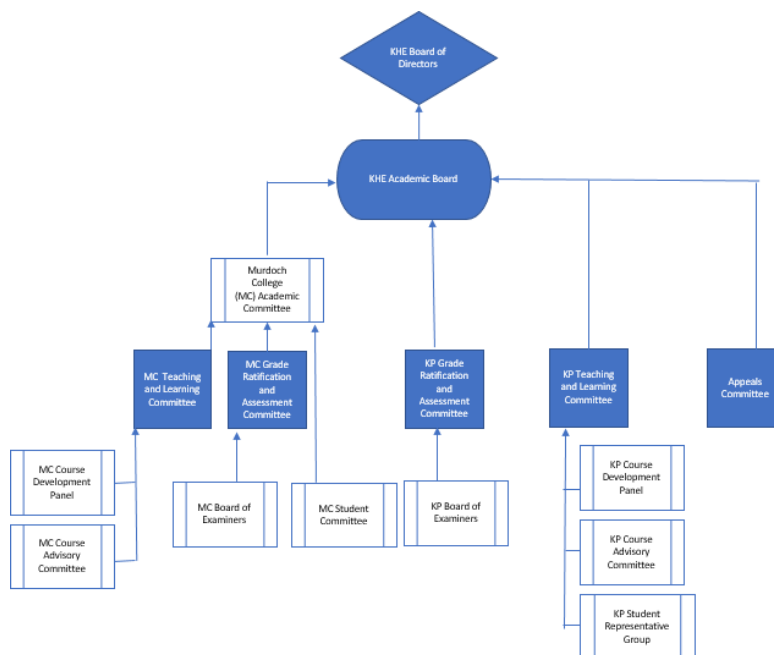 KHE Board of
Directors
KHE Academic Board
Murdoch
College
(MC) Academic
Committee
MC Teaching
and Learning
Committee
MC Grade
Ratification
and
Assessment
Committee
KP Grade
Ratification
and
Assessment
Committee
KP Teaching
and Learning
Committee
Appeals
Committee
MC Course
Development
Panel
MC Course
Advisory
Committee
MC Board of
Examiners
MC Student
Committee
KP Board of
Examiners
KP Course
Development
Panel
KP Course
Advisory
Committee
KP Student
Representative
Group